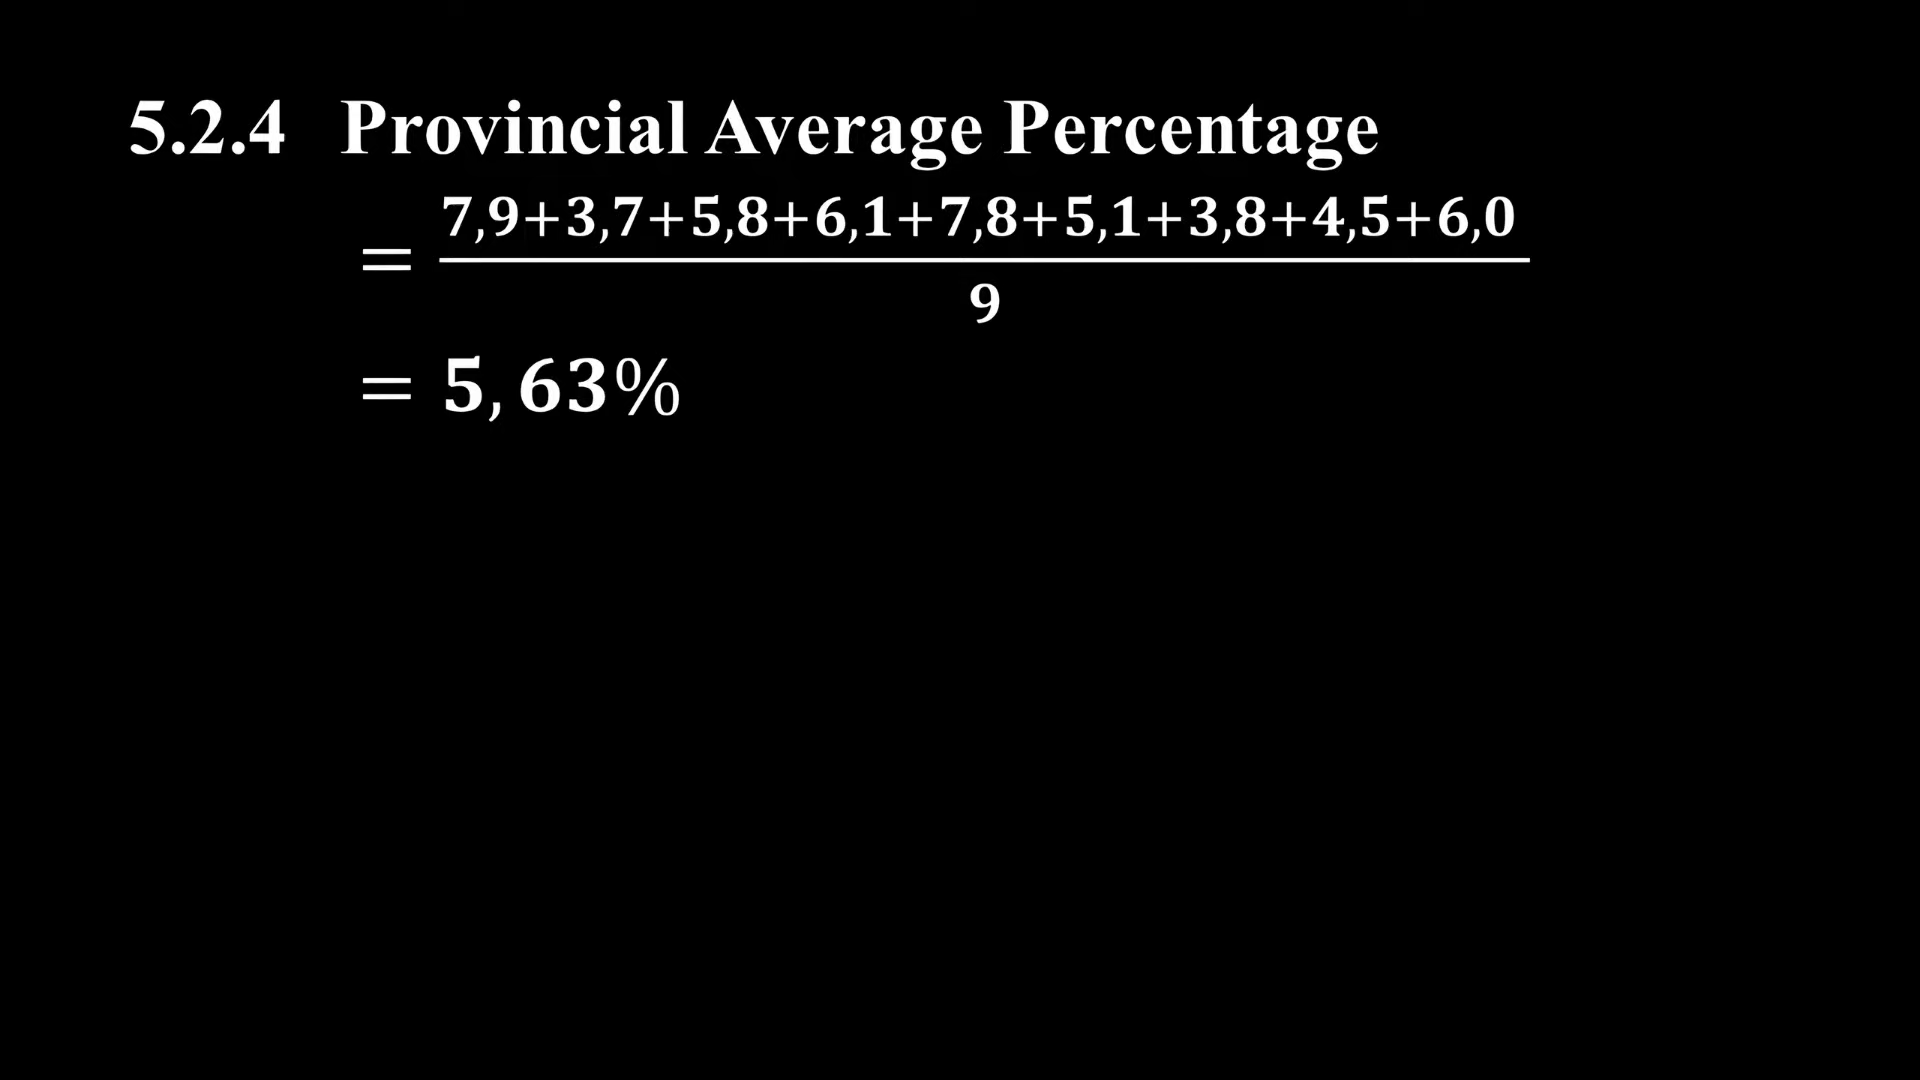 5.2.4 Provincial Average Percentage
= 7,9+3,7+5,8+6,1+7,8+5,1+3,8+4,5+6,0
9
= 5,63%